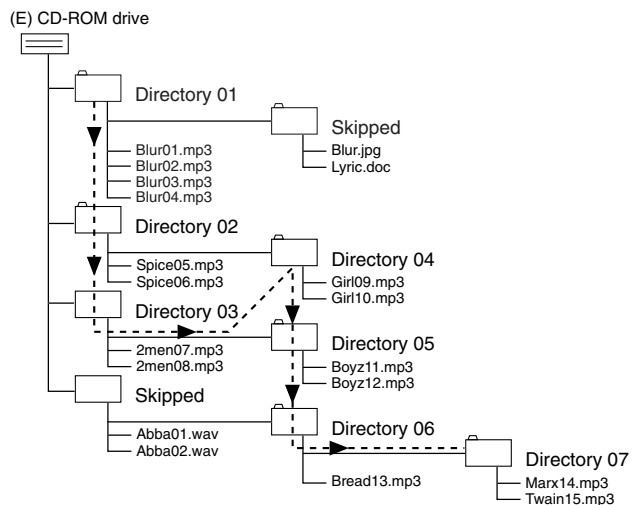 (E) CD-ROM drive
Directory 01
Blur01.mp3
Blur02.mp3
Blur03.mp3
Blur04.mp3
Skipped
Blur.jpg
Lyric.doc
Directory 02
Spice05.mp3
Spice06.mp3
Directory 04
Girl09.mp3
Girl10.mp3
Directory 03
2men07.mp3
2men08.mp3
Directory 05
Boyz11.mp3
Boyz12.mp3
Skipped
Abba01.wav
Abba02.wav
Directory 06
Bread13.mp3
Directory 07
Marx14.mp3
Twain15.mp3